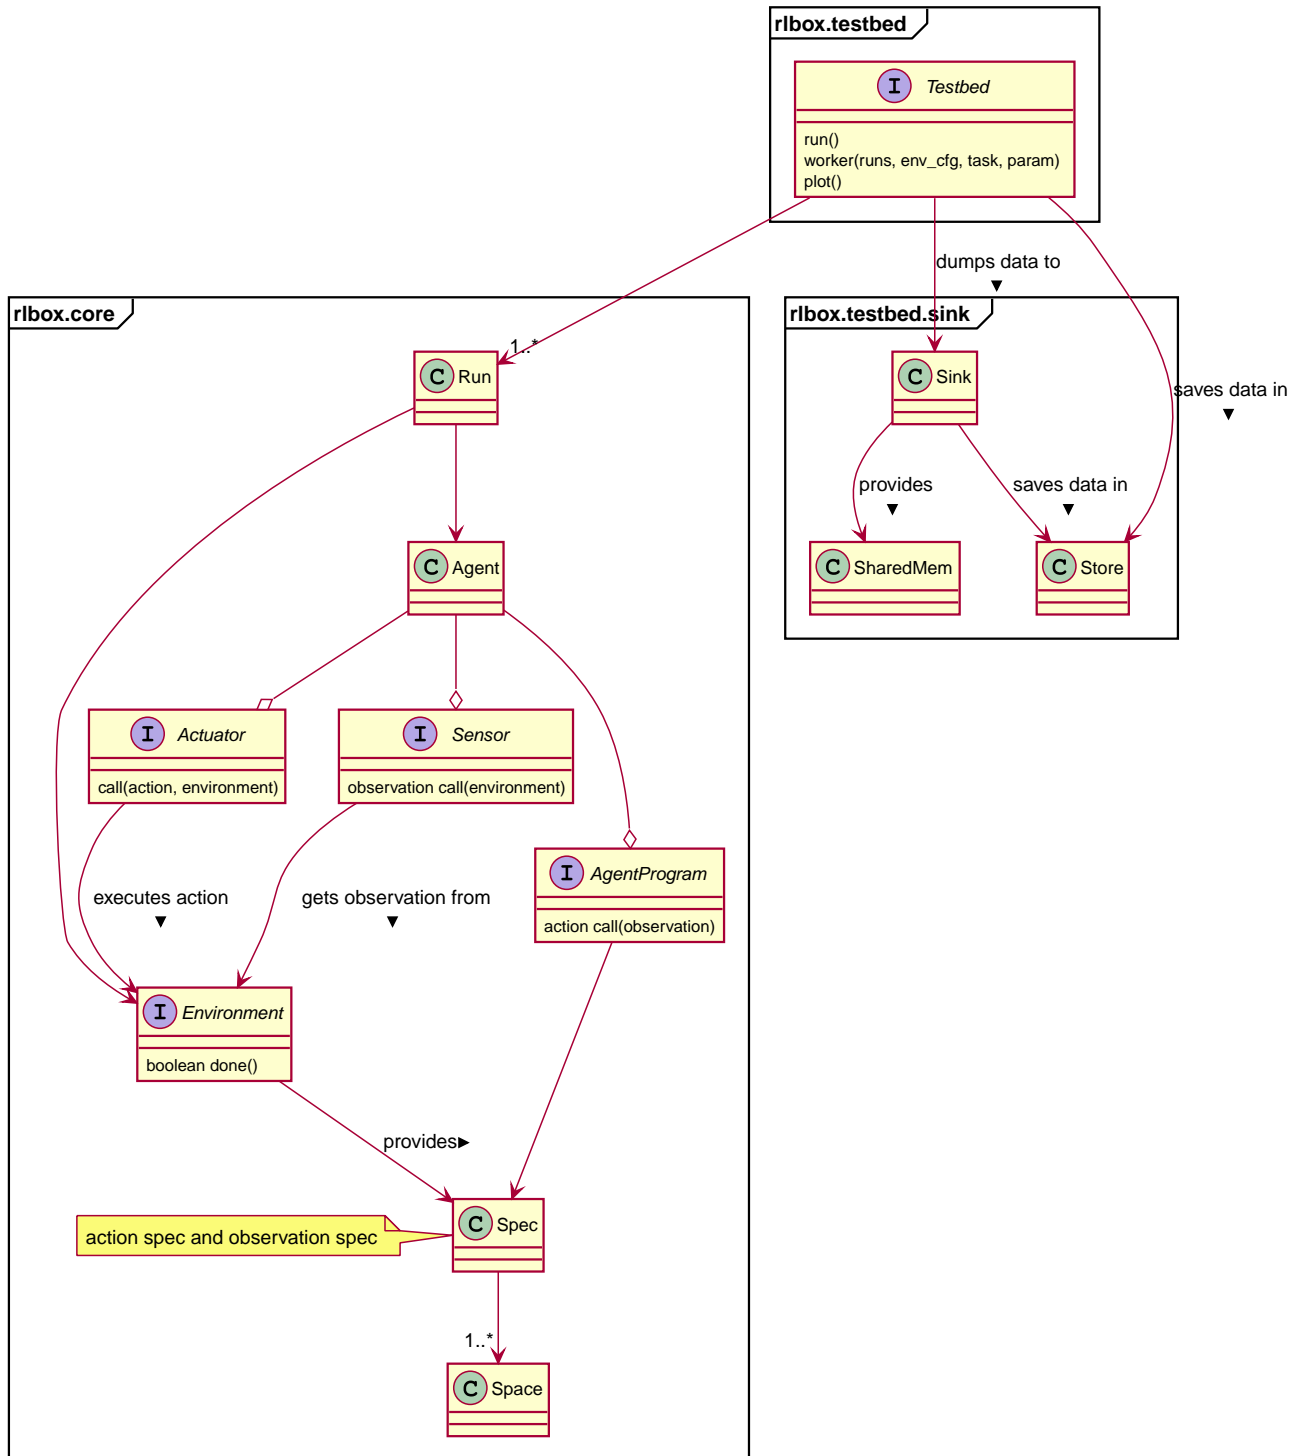 rlbox.testbed
I Testbed
run()
worker(runs, env_cfg, task, param)
plot()
dumps data to
▼
rlbox.core
rlbox.testbed.sink
1..*
C Run
C Sink
saves data in
▼
provides
▼
saves data in
▼
C Agent
C SharedMem
C Store
I Actuator
call(action, environment)
I Sensor
observation call(environment)
I AgentProgram
action call(observation)
executes action
▼
gets observation from
▼
I Environment
boolean done()
provides►
action spec and observation spec
C Spec
1..*
C Space